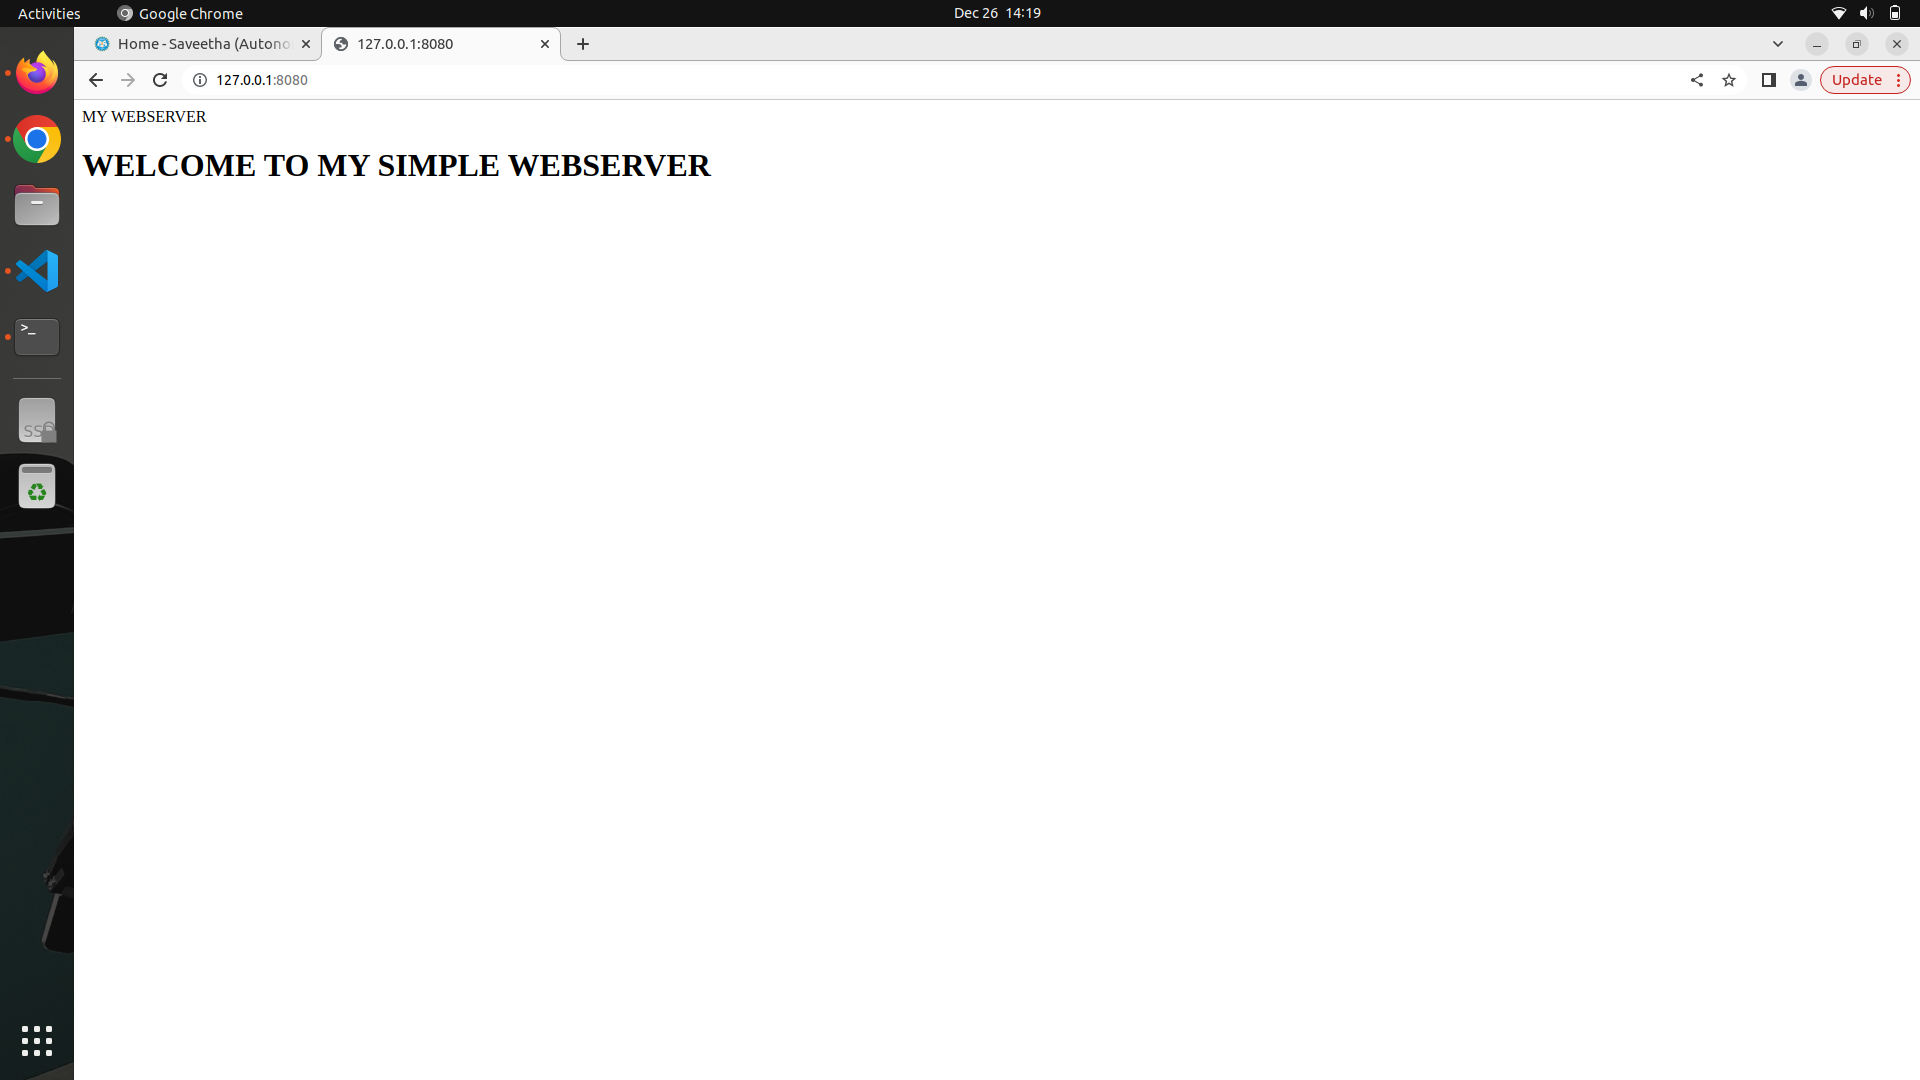 Activities
Google Chrome
Dec 26 14:19
Home - Saveetha (Autono
127.0.0.1:8080
127.0.0.1:8080
Update
MY WEBSERVER
WELCOME TO MY SIMPLE WEBSERVER
>_
SS